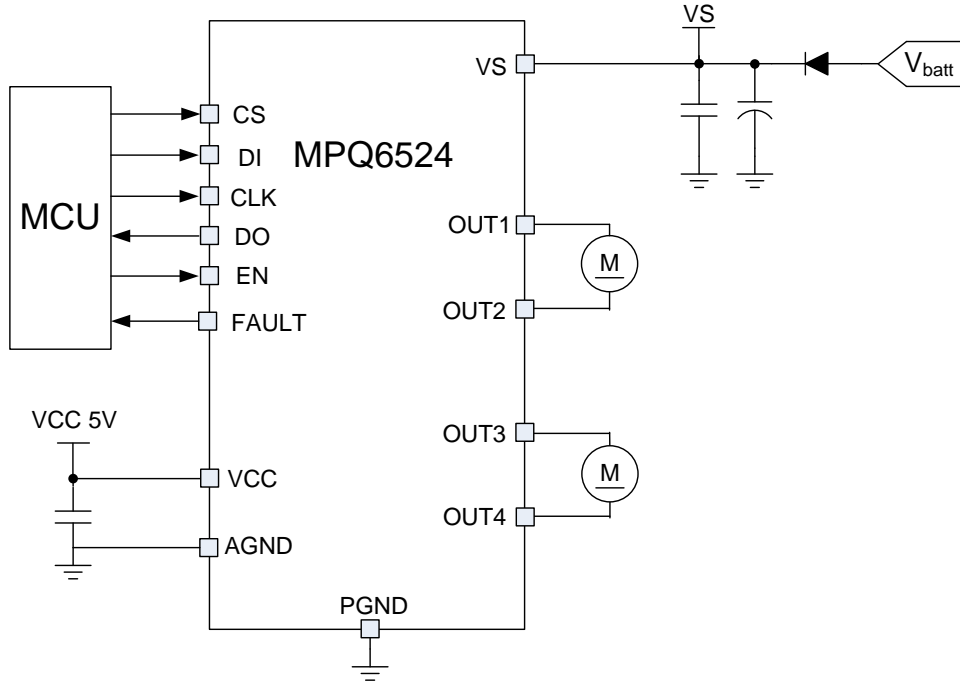 VS
VS
V_batt
CS
DI
MPQ6524
CLK
MCU
DO
OUT1
EN
M
OUT2
FAULT
VCC 5V
OUT3
VCC
M
OUT4
AGND
PGND